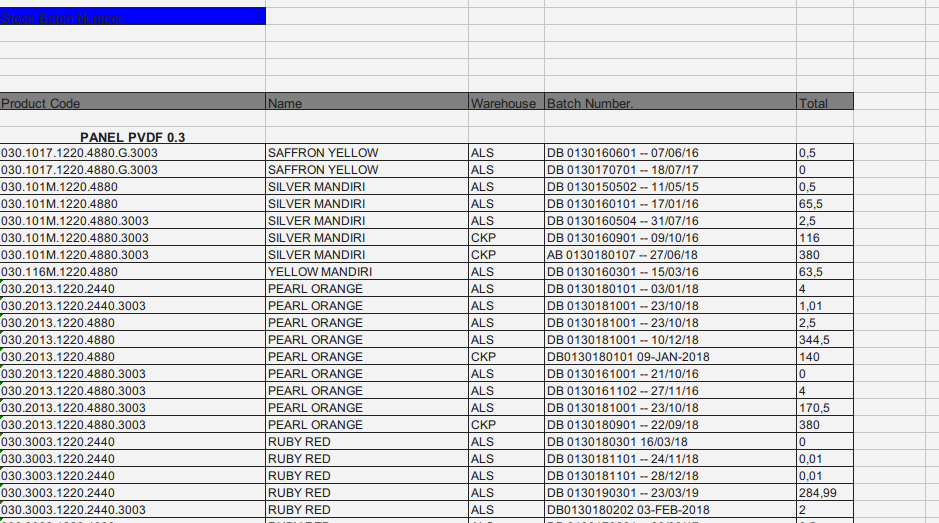 Stock Batch Number
Product Code Name Warehouse Batch Number. Total
PANEL PVDF 0.3
030.1017.1220.4880.G.3003 SAFFRON YELLOW ALS DB 0130160601 -- 07/06/16 0,5
030.1017.1220.4880.G.3003 SAFFRON YELLOW ALS DB 0130170701 -- 18/07/17 0
030.101M.1220.4880 SILVER MANDIRI ALS DB 0130150502 -- 11/05/15 0,5
030.101M.1220.4880 SILVER MANDIRI ALS DB 0130160101 -- 17/01/16 65,5
030.101M.1220.4880.3003 SILVER MANDIRI ALS DB 0130160504 -- 31/07/16 2,5
030.101M.1220.4880.3003 SILVER MANDIRI CKP DB 0130160901 -- 09/10/16 116
030.101M.1220.4880.3003 SILVER MANDIRI CKP AB 0130180107 -- 27/06/18 380
030.116M.1220.4880 YELLOW MANDIRI ALS DB 0130160301 -- 15/03/16 63,5
030.2013.1220.2440 PEARL ORANGE ALS DB 0130180101 -- 03/01/18 4
030.2013.1220.2440.3003 PEARL ORANGE ALS DB 0130181001 -- 23/10/18 1,01
030.2013.1220.4880 PEARL ORANGE ALS DB 0130181001 -- 23/10/18 2,5
030.2013.1220.4880 PEARL ORANGE ALS DB 0130181001 -- 10/12/18 344,5
030.2013.1220.4880 PEARL ORANGE CKP DB0130180101 09-JAN-2018 140
030.2013.1220.4880.3003 PEARL ORANGE ALS DB 0130161001 -- 21/10/16 0
030.2013.1220.4880.3003 PEARL ORANGE ALS DB 0130161102 -- 27/11/16 4
030.2013.1220.4880.3003 PEARL ORANGE ALS DB 0130181001 -- 23/10/18 170,5
030.2013.1220.4880.3003 PEARL ORANGE CKP DB 0130180901 -- 22/09/18 380
030.3003.1220.2440 RUBY RED ALS DB 0130180301 16/03/18 0
030.3003.1220.2440 RUBY RED ALS DB 0130181101 -- 24/11/18 0,01
030.3003.1220.2440 RUBY RED ALS DB 0130181101 -- 28/12/18 0,01
030.3003.1220.2440 RUBY RED ALS DB 0130190301 -- 23/03/19 284,99
030.3003.1220.2440 RUBY RED ALS DB0130180202 03-FEB-2018 2